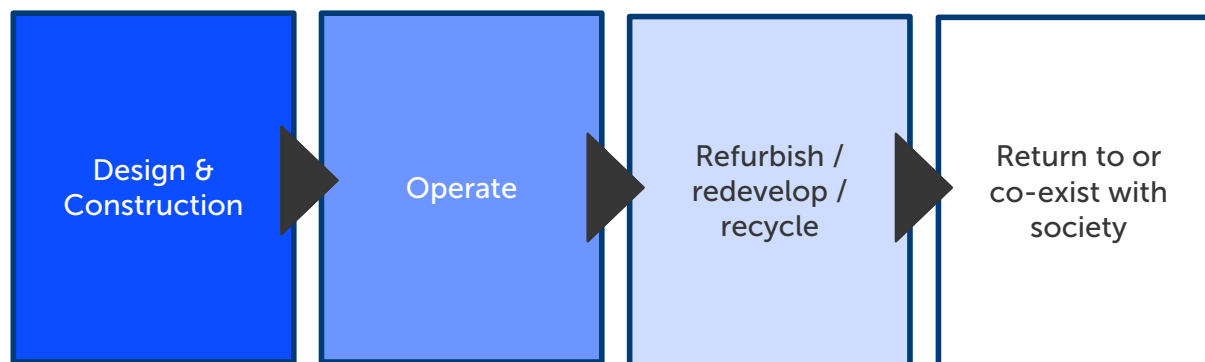 Design &
Construction
Operate
Refurbish /
redevelop /
recycle
Return to or
co-exist with
society